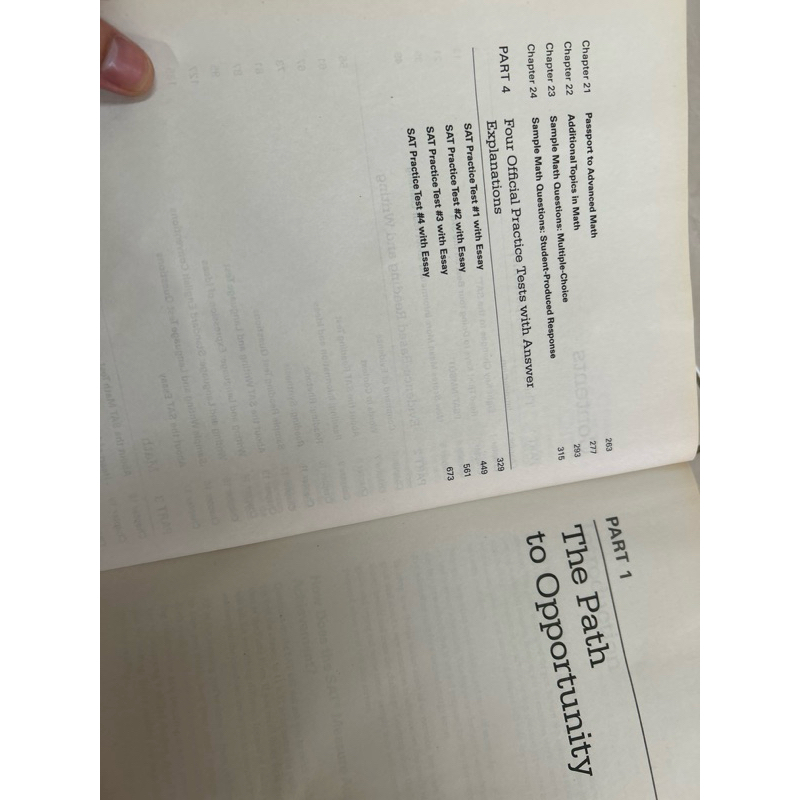 Chapter 21 Passport to Advanced Math 263
Chapter 22 Additional Topics in Math 277
Chapter 23 Sample Math Questions: Multiple-Choice 293
Chapter 24 Sample Math Questions: Student-Produced Response 315
PART 4 Four Official Practice Tests with Answer
Explanations
SAT Practice Test #1 with Essay 329
SAT Practice Test #2 with Essay 449
SAT Practice Test #3 with Essay 561
SAT Practice Test #4 with Essay 673
PART 1
The Path
to Opportunity